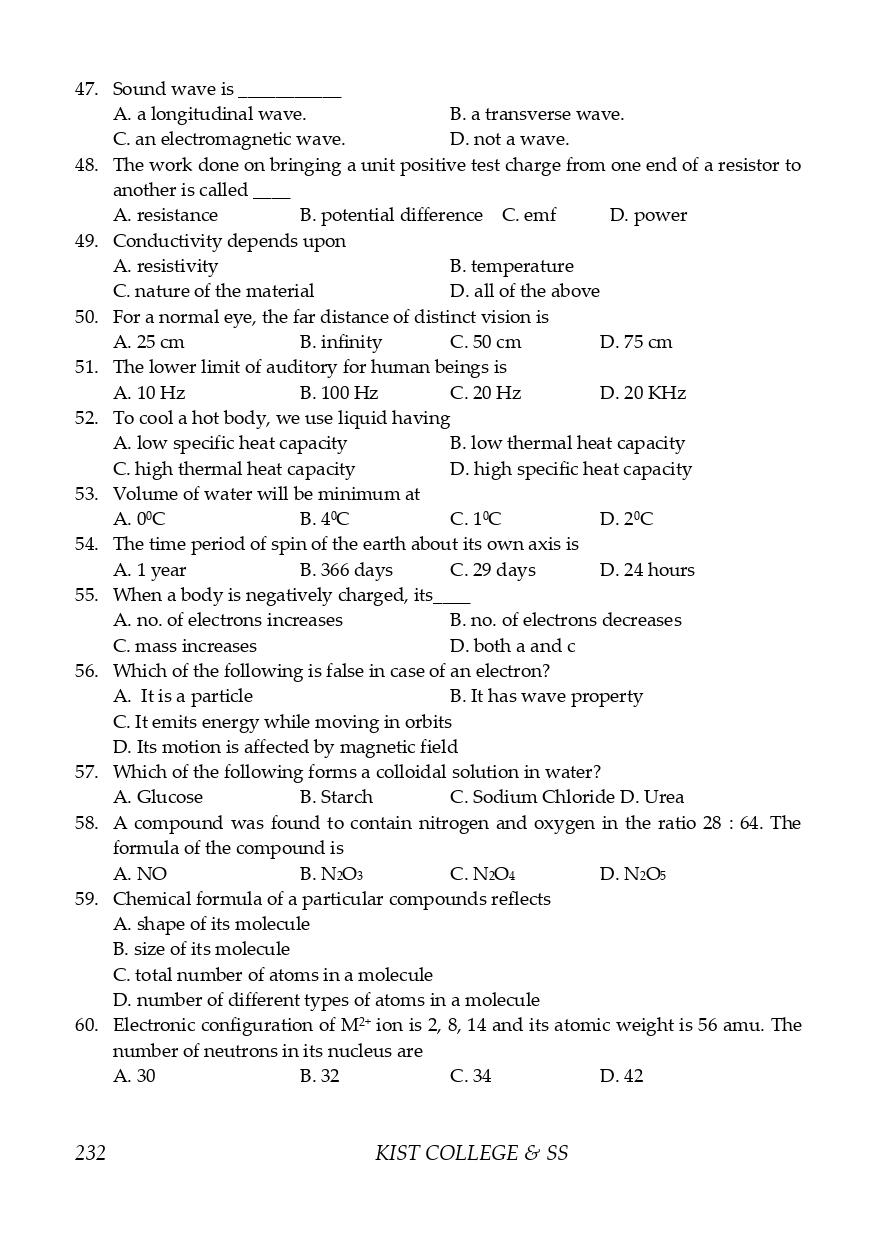 47. Sound wave is ___________
A. a longitudinal wave. B. a transverse wave.
C. an electromagnetic wave. D. not a wave.
48. The work done on bringing a unit positive test charge from one end of a resistor to
another is called ____
A. resistance B. potential difference C. emf D. power
49. Conductivity depends upon
A. resistivity B. temperature
C. nature of the material D. all of the above
50. For a normal eye, the far distance of distinct vision is
A. 25 cm B. infinity C. 50 cm D. 75 cm
51. The lower limit of auditory for human beings is
A. 10 Hz B. 100 Hz C. 20 Hz D. 20 KHz
52. To cool a hot body, we use liquid having
A. low specific heat capacity B. low thermal heat capacity
C. high thermal heat capacity D. high specific heat capacity
53. Volume of water will be minimum at
A. 0⁰C B. 4⁰C C. 1⁰C D. 2⁰C
54. The time period of spin of the earth about its own axis is
A. 1 year B. 366 days C. 29 days D. 24 hours
55. When a body is negatively charged, its____
A. no. of electrons increases B. no. of electrons decreases
C. mass increases D. both a and c
56. Which of the following is false in case of an electron?
A. It is a particle B. It has wave property
C. It emits energy while moving in orbits
D. Its motion is affected by magnetic field
57. Which of the following forms a colloidal solution in water?
A. Glucose B. Starch C. Sodium Chloride D. Urea
58. A compound was found to contain nitrogen and oxygen in the ratio 28 : 64. The
formula of the compound is
A. NO B. N₂O₃ C. N₂O₄ D. N₂O₅
59. Chemical formula of a particular compounds reflects
A. shape of its molecule
B. size of its molecule
C. total number of atoms in a molecule
D. number of different types of atoms in a molecule
60. Electronic configuration of M²⁺ ion is 2, 8, 14 and its atomic weight is 56 amu. The
number of neutrons in its nucleus are
A. 30 B. 32 C. 34 D. 42
232 KIST COLLEGE & SS